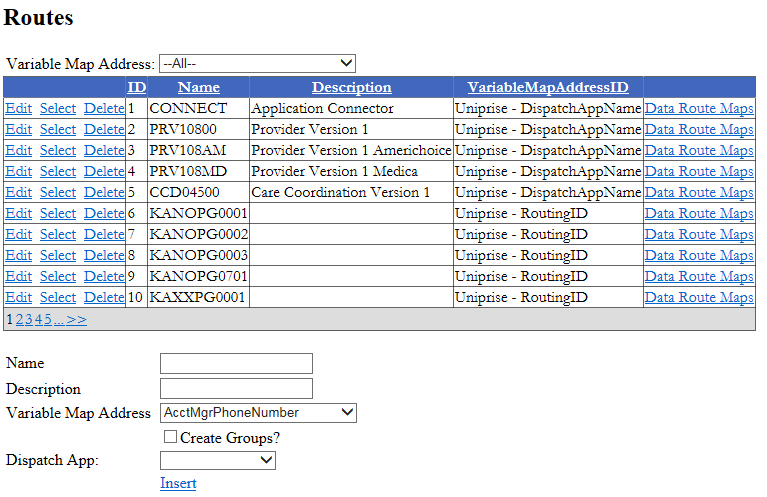 Routes
Variable Map Address: --All--
ID Name Description VariableMapAddressID
Edit Select Delete 1 CONNECT Application Connector Uniprise - DispatchAppName Data Route Maps
Edit Select Delete 2 PRV10800 Provider Version 1 Uniprise - DispatchAppName Data Route Maps
Edit Select Delete 3 PRV108AM Provider Version 1 Americhoice Uniprise - DispatchAppName Data Route Maps
Edit Select Delete 4 PRV108MD Provider Version 1 Medica Uniprise - DispatchAppName Data Route Maps
Edit Select Delete 5 CCD04500 Care Coordination Version 1 Uniprise - DispatchAppName Data Route Maps
Edit Select Delete 6 KANOPG0001 Uniprise - RoutingID Data Route Maps
Edit Select Delete 7 KANOPG0002 Uniprise - RoutingID Data Route Maps
Edit Select Delete 8 KANOPG0003 Uniprise - RoutingID Data Route Maps
Edit Select Delete 9 KANOPG0701 Uniprise - RoutingID Data Route Maps
Edit Select Delete 10 KAXXPG0001 Uniprise - RoutingID Data Route Maps
1 2 3 4 5 ... >>
Name
Description
Variable Map Address AcctMgrPhoneNumber
Create Groups?
Dispatch App:
Insert